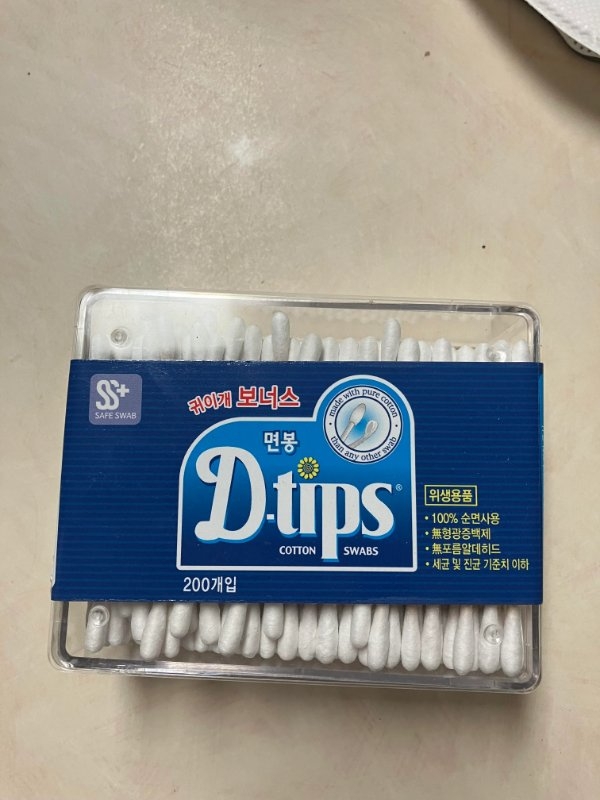 SS+
SAFE SWAB
귀이개 보너스
made with pure cotton
than any other swab
면봉
D-tips®
COTTON SWABS
200개입
위생용품
• 100% 순면사용
• 無형광증백제
• 無포름알데히드
• 세균 및 진균 기준치 이하